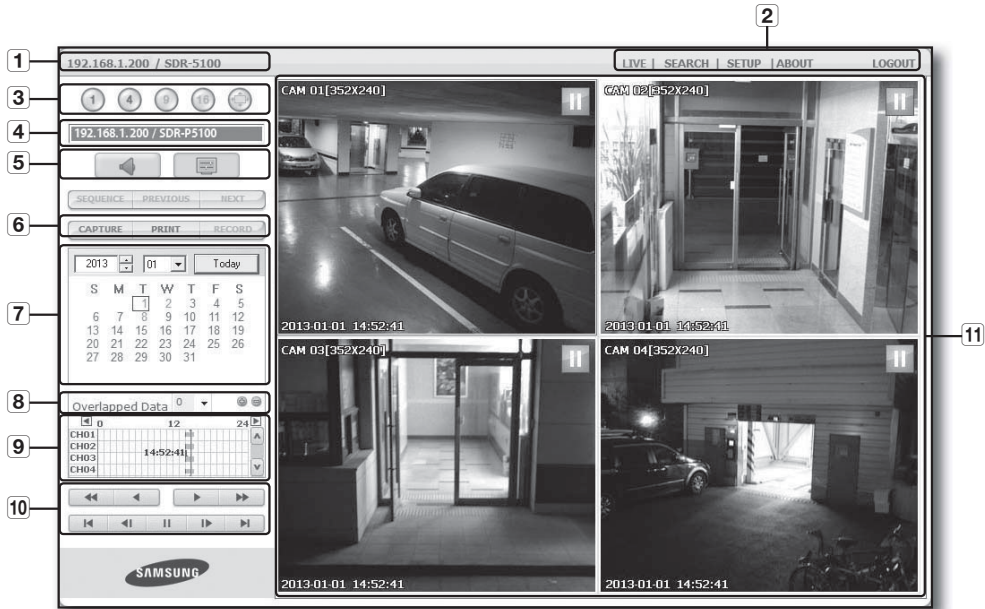 2
1
192.168.1.200 / SDR-5100
LIVE | SEARCH | SETUP | ABOUT LOGOUT
3
1 4 9 16
4
192.168.1.200 / SDR-P5100
5
SEQUENCE PREVIOUS NEXT
6
CAPTURE PRINT RECORD
7
2013 01 Today
S M T W T F S
1 2 3 4 5
6 7 8 9 10 11 12
13 14 15 16 17 18 19
20 21 22 23 24 25 26
27 28 29 30 31
8
Overlapped Data 0
9
0 12 24
CH01
CH02
CH03
CH04
14:52:41
10
SAMSUNG
CAM 01[352X240]
2013-01-01 14:52:41
CAM 02[352X240]
2013-01-01 14:52:41
11
CAM 03[352X240]
2013-01-01 14:52:41
CAM 04[352X240]
2013-01-01 14:52:41